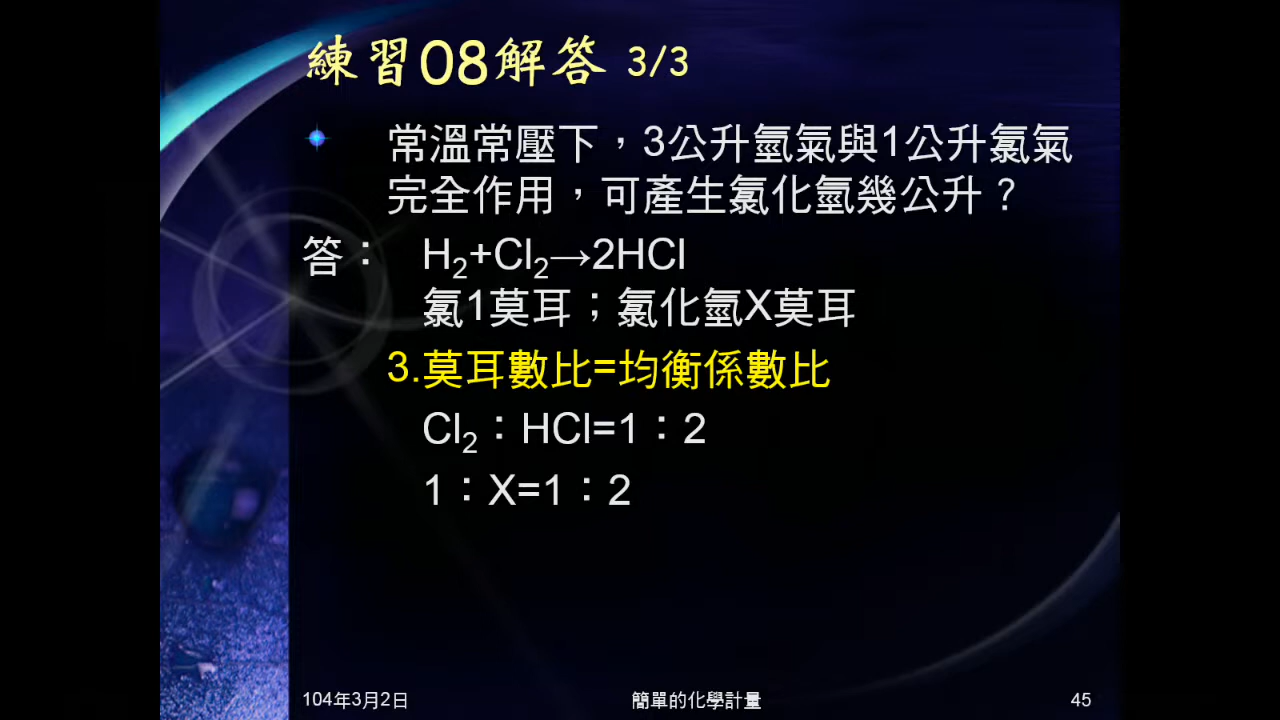 練習08解答 3/3
常溫常壓下，3公升氫氣與1公升氯氣
完全作用，可產生氯化氫幾公升？
答： H₂+Cl₂→2HCl
氯1莫耳；氯化氫X莫耳
3.莫耳數比=均衡係數比
Cl₂：HCl=1：2
1：X=1：2
104年3月2日 簡單的化學計量 45